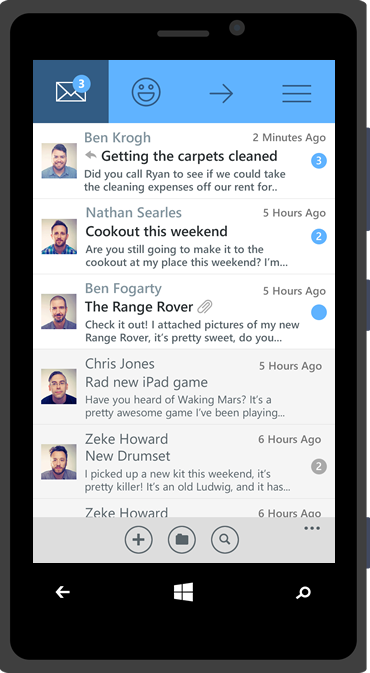 3
Ben Krogh
2 Minutes Ago
Getting the carpets cleaned
3
Did you call Ryan to see if we could take
the cleaning expenses off our rent for..
Nathan Searles
5 Hours Ago
Cookout this weekend
2
Are you still going to make it to the
cookout at my place this weekend? I'm...
Ben Fogarty
5 Hours Ago
The Range Rover
Check it out! I attached pictures of my new
Range Rover, it's pretty sweet, do you...
Chris Jones
5 Hours Ago
Rad new iPad game
Have you heard of Waking Mars? It's a
pretty awesome game I've been playing...
Zeke Howard
6 Hours Ago
New Drumset
2
I picked up a new kit this weekend, it's
pretty killer! It's an old Ludwig, and it has...
Zeke Howard
6 Hours Ago